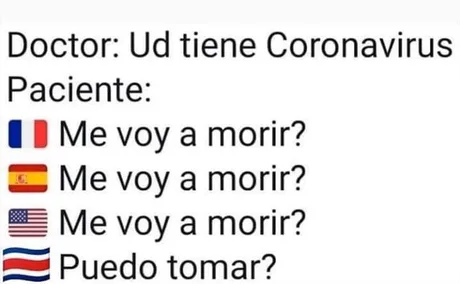 Doctor: Ud tiene Coronavirus
Paciente:
🇫🇷 Me voy a morir?
🇪🇸 Me voy a morir?
🇺🇸 Me voy a morir?
🇨🇷 Puedo tomar?